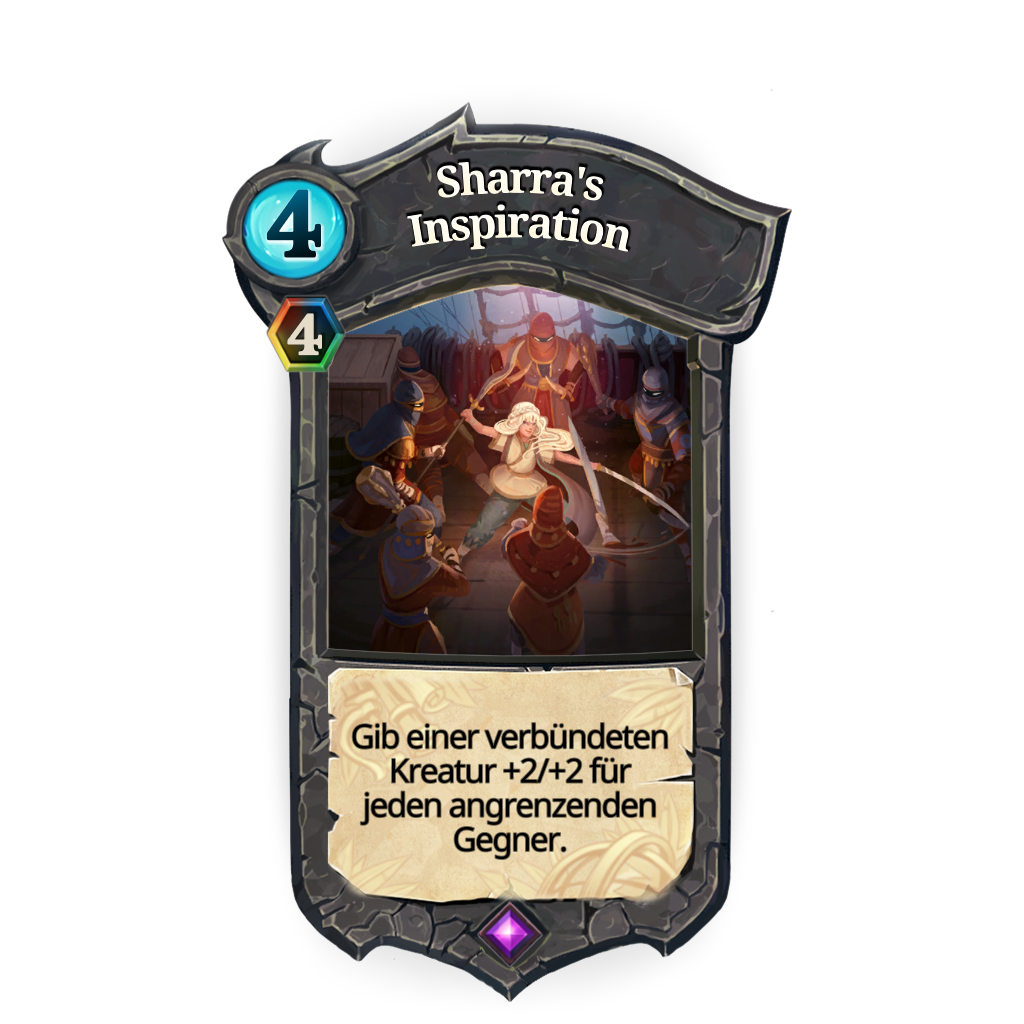 Sharra's
Inspiration
4
4
Gib einer verbündeten
Kreatur +2/+2 für
jeden angrenzenden
Gegner.